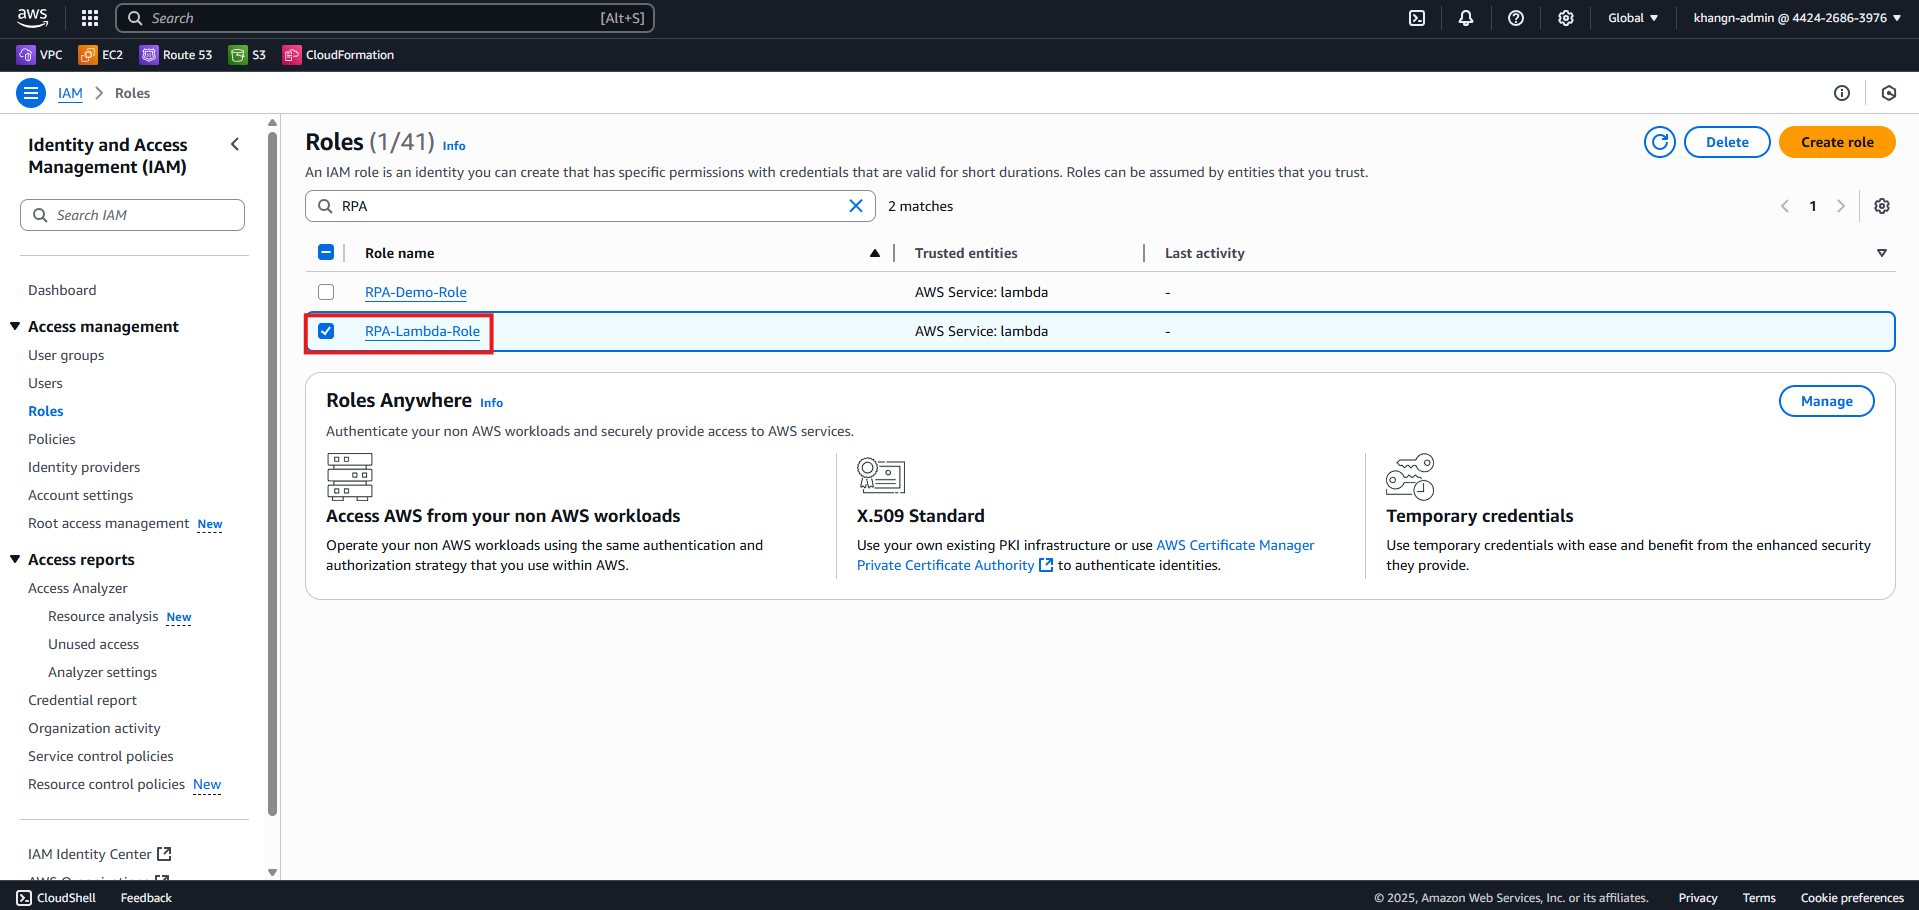 aws
Search
[Alt+S]
Global
khangn-admin @ 4424-2686-3976
VPC
EC2
Route 53
S3
CloudFormation
IAM
Roles
Identity and Access
Management (IAM)
Search IAM
Dashboard
Access management
User groups
Users
Roles
Policies
Identity providers
Account settings
Root access management New
Access reports
Access Analyzer
Resource analysis New
Unused access
Analyzer settings
Credential report
Organization activity
Service control policies
Resource control policies New
IAM Identity Center
Roles (1/41) Info
Delete
Create role
An IAM role is an identity you can create that has specific permissions with credentials that are valid for short durations. Roles can be assumed by entities that you trust.
RPA
2 matches
1
Role name
Trusted entities
Last activity
RPA-Demo-Role
AWS Service: lambda
-
RPA-Lambda-Role
AWS Service: lambda
-
Roles Anywhere Info
Manage
Authenticate your non AWS workloads and securely provide access to AWS services.
Access AWS from your non AWS workloads
Operate your non AWS workloads using the same authentication and
authorization strategy that you use within AWS.
X.509 Standard
Use your own existing PKI infrastructure or use AWS Certificate Manager
Private Certificate Authority to authenticate identities.
Temporary credentials
Use temporary credentials with ease and benefit from the enhanced security
they provide.
CloudShell
Feedback
© 2025, Amazon Web Services, Inc. or its affiliates.
Privacy
Terms
Cookie preferences